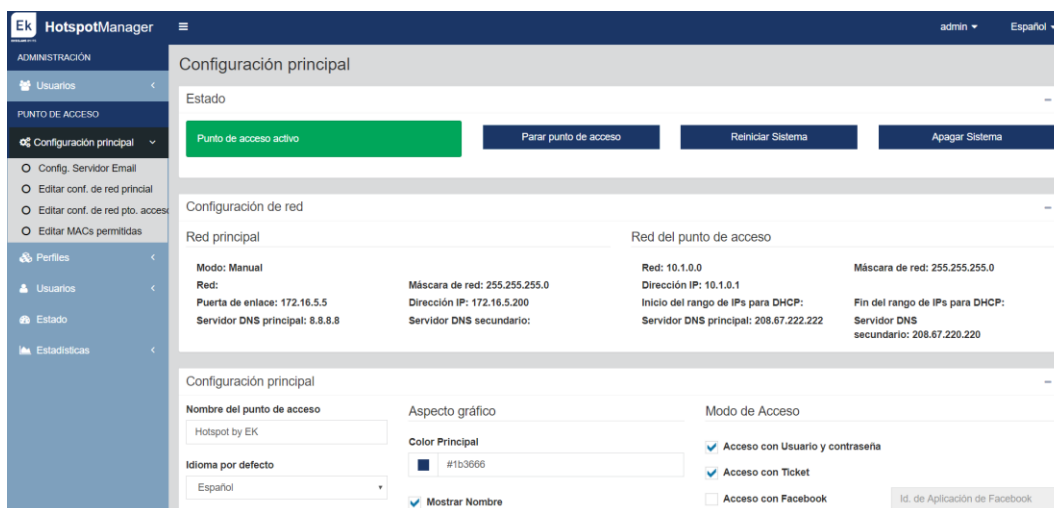 Ek HotspotManager
admin
Español
ADMINISTRACIÓN
Usuarios
PUNTO DE ACCESO
Configuración principal
Config. Servidor Email
Editar conf. de red princial
Editar conf. de red pto. acceso
Editar MACs permitidas
Perfiles
Usuarios
Estado
Estadísticas
Configuración principal
Estado
Punto de acceso activo
Parar punto de acceso
Reiniciar Sistema
Apagar Sistema
Configuración de red
Red principal
Modo: Manual
Red:
Máscara de red: 255.255.255.0
Puerta de enlace: 172.16.5.5
Dirección IP: 172.16.5.200
Servidor DNS principal: 8.8.8.8
Servidor DNS secundario:
Red del punto de acceso
Red: 10.1.0.0
Máscara de red: 255.255.255.0
Dirección IP: 10.1.0.1
Inicio del rango de IPs para DHCP:
Fin del rango de IPs para DHCP:
Servidor DNS principal: 208.67.222.222
Servidor DNS
secundario: 208.67.220.220
Configuración principal
Nombre del punto de acceso
Hotspot by EK
Idioma por defecto
Español
Aspecto gráfico
Color Principal
#1b3666
Mostrar Nombre
Modo de Acceso
Acceso con Usuario y contraseña
Acceso con Ticket
Acceso con Facebook
Id. de Aplicación de Facebook